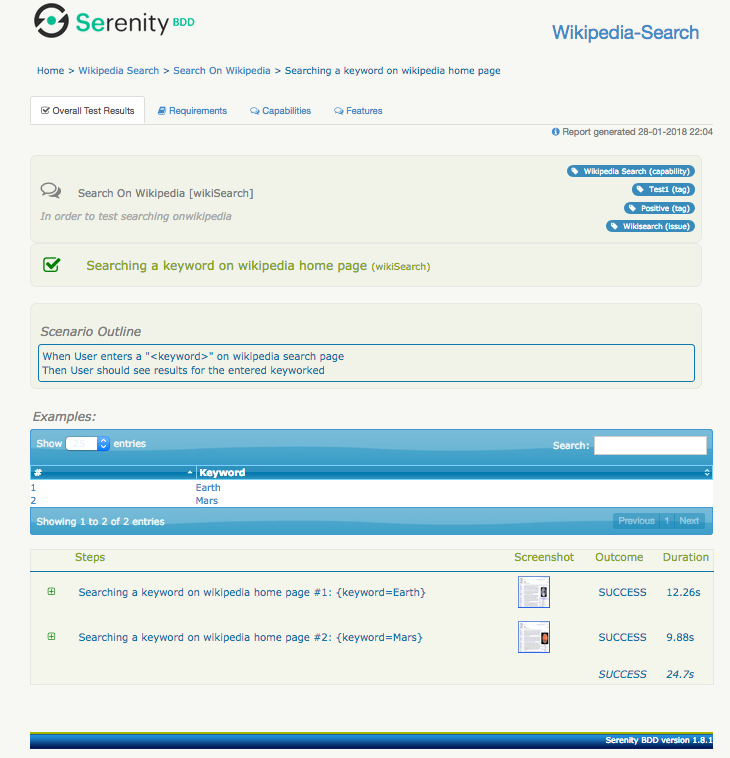 Serenity BDD
Wikipedia-Search
Home > Wikipedia Search > Search On Wikipedia > Searching a keyword on wikipedia home page
Overall Test Results Requirements Capabilities Features
Report generated 28-01-2018 22:04
Wikipedia Search (capability)
Search On Wikipedia [wikiSearch]
Test1 (tag)
Positive (tag)
In order to test searching onwikipedia
Wikisearch (issue)
Searching a keyword on wikipedia home page (wikiSearch)
Scenario Outline
When User enters a "<keyword>" on wikipedia search page
Then User should see results for the entered keyworked
Examples:
Show 25 entries Search:
# Keyword
1 Earth
2 Mars
Showing 1 to 2 of 2 entries Previous 1 Next
Steps Screenshot Outcome Duration
Searching a keyword on wikipedia home page #1: {keyword=Earth} SUCCESS 12.26s
Searching a keyword on wikipedia home page #2: {keyword=Mars} SUCCESS 9.88s
SUCCESS 24.7s
Serenity BDD version 1.8.1